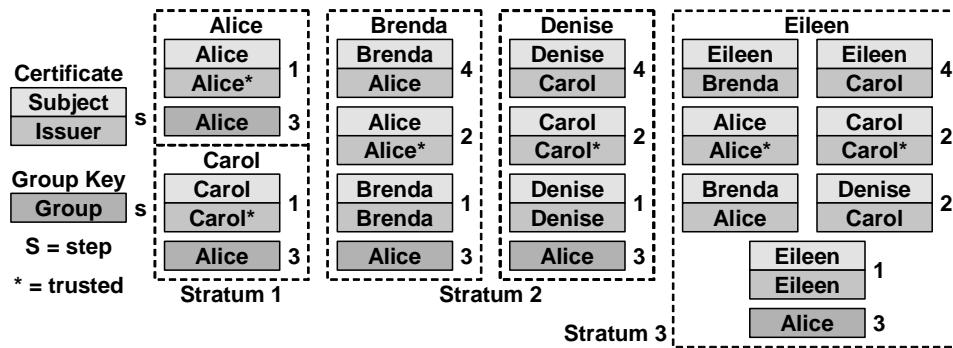 Certificate
Subject
Issuer
s
Group Key
Group
s
S = step
* = trusted
Alice
Alice
Alice*
1
Alice
3
Carol
Carol
Carol*
1
Alice
3
Stratum 1
Brenda
Brenda
Alice
4
Alice
Alice*
2
Brenda
Brenda
1
Alice
3
Denise
Denise
Carol
4
Carol
Carol*
2
Denise
Denise
1
Alice
3
Stratum 2
Eileen
Eileen
Brenda
Eileen
Carol
4
Alice
Alice*
Carol
Carol*
2
Brenda
Alice
Denise
Carol
2
Eileen
Eileen
1
Alice
3
Stratum 3